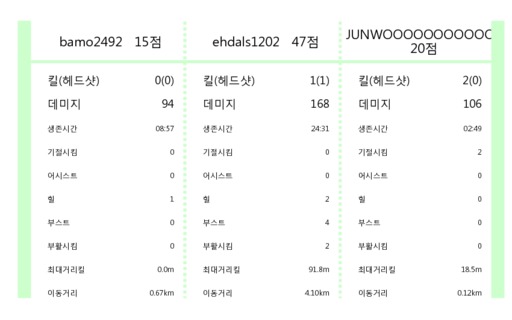 bamo2492 15점 ehdals1202 47점 JUNWOOOOOOOOOOO
20점
킬(헤드샷) 0(0) 킬(헤드샷) 1(1) 킬(헤드샷) 2(0)
데미지 94 데미지 168 데미지 106
생존시간 08:57 생존시간 24:31 생존시간 02:49
기절시킴 0 기절시킴 0 기절시킴 2
어시스트 0 어시스트 0 어시스트 0
힐 1 힐 2 힐 0
부스트 0 부스트 4 부스트 0
부활시킴 0 부활시킴 2 부활시킴 0
최대거리킬 0.0m 최대거리킬 91.8m 최대거리킬 18.5m
이동거리 0.67km 이동거리 4.10km 이동거리 0.12km